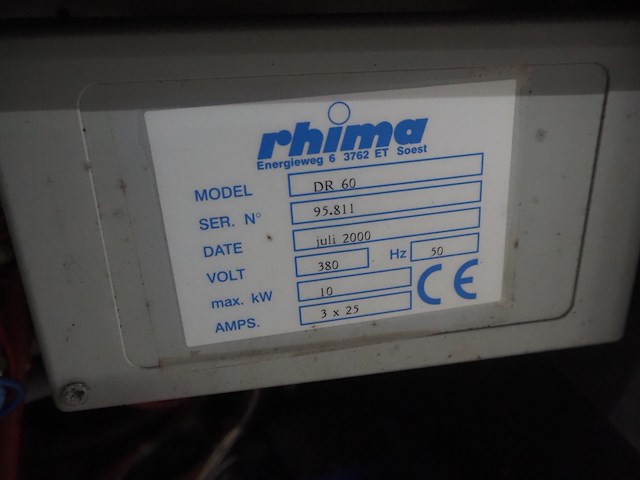 rhima
Energieweg 6 3762 ET Soest
MODEL DR 60
SER. N° 95.811
DATE juli 2000
VOLT 380 Hz 50
max. kW 10
AMPS. 3 x 25
CE